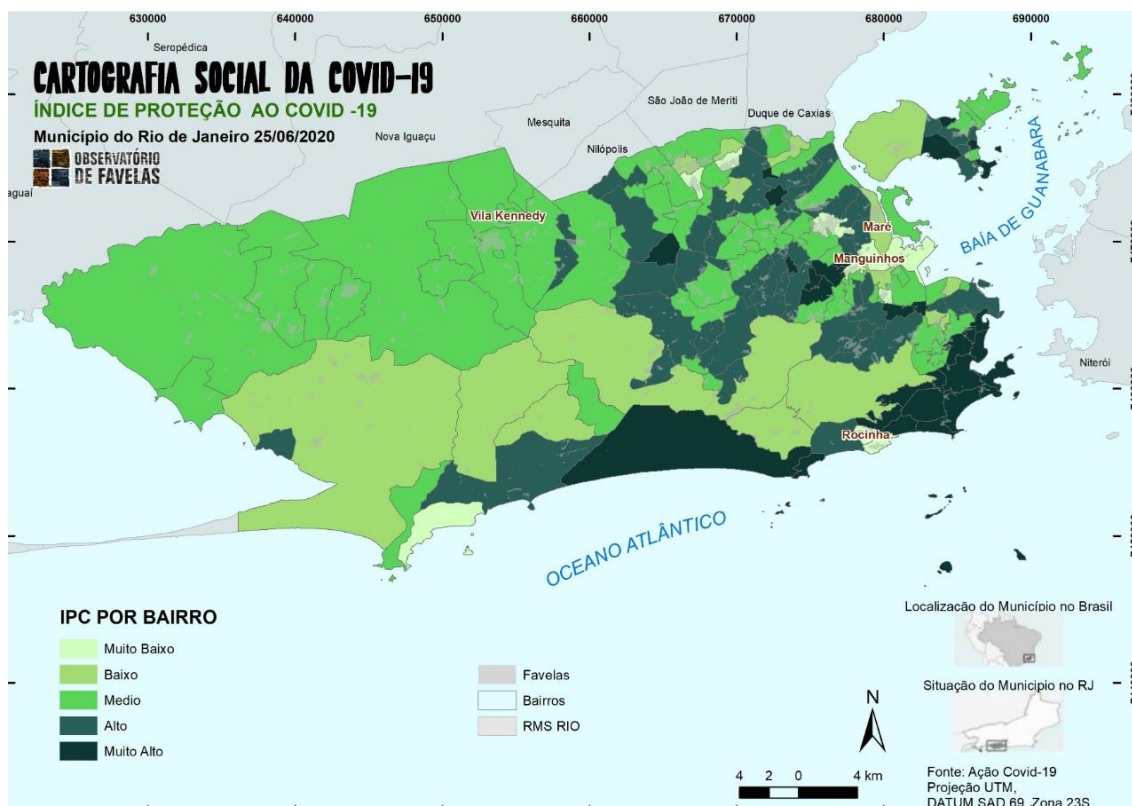 630000 640000 650000 660000 670000 680000 690000
Seropédica
CARTOGRAFIA SOCIAL DA COVID-19
ÍNDICE DE PROTEÇÃO AO COVID -19
Município do Rio de Janeiro 25/06/2020
OBSERVATÓRIO
DE FAVELAS
Nova Iguaçu
Mesquita
Nilópolis
São João de Meriti
Duque de Caxias
aguaí
Vila Kennedy
Maré
Manguinhos
Rocinha
BAÍA DE GUANABARA
Niterói
OCEANO ATLÂNTICO
IPC POR BAIRRO
Muito Baixo
Baixo
Medio
Alto
Muito Alto
Favelas
Bairros
RMS RIO
N
4 2 0 4 km
Localização do Município no Brasil
Situação do Municipio no RJ
Fonte: Ação Covid-19
Projeção UTM,
DATUM SAD 69, Zona 23S